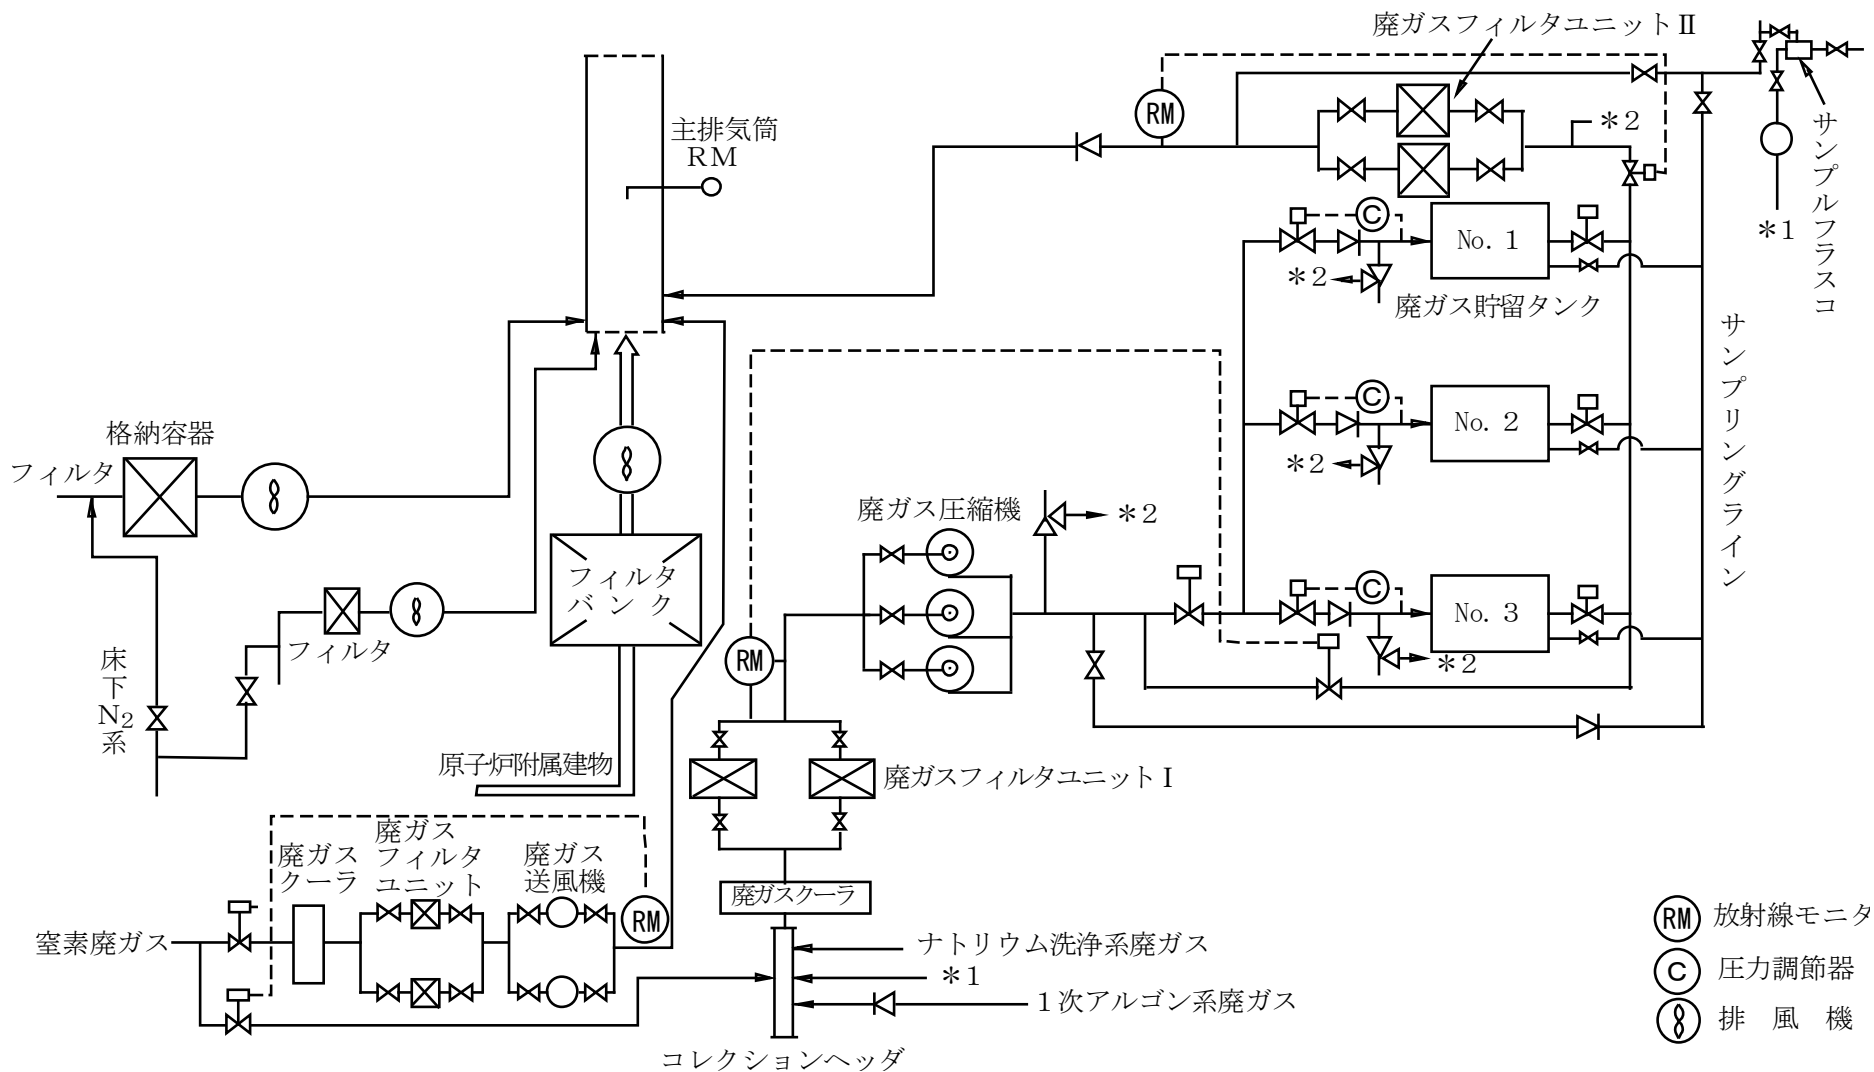 廃ガスフィルタユニットⅡ
主排気筒
RM
RM
＊2
サンプルフラスコ
＊1
C
No. 1
＊2
廃ガス貯留タンク
サンプリングライン
C
No. 2
＊2
格納容器
フィルタ
廃ガス圧縮機
＊2
フィルタ
バンク
C
No. 3
＊2
フィルタ
RM
床下
N₂
系
原子炉附属建物
廃ガスフィルタユニットⅠ
廃ガス
クーラ
廃ガス
フィルタ
ユニット
廃ガス
送風機
RM
廃ガスクーラ
窒素廃ガス
ナトリウム洗浄系廃ガス
＊1
1次アルゴン系廃ガス
コレクションヘッダ
RM 放射線モニタ
C 圧力調節器
排 風 機